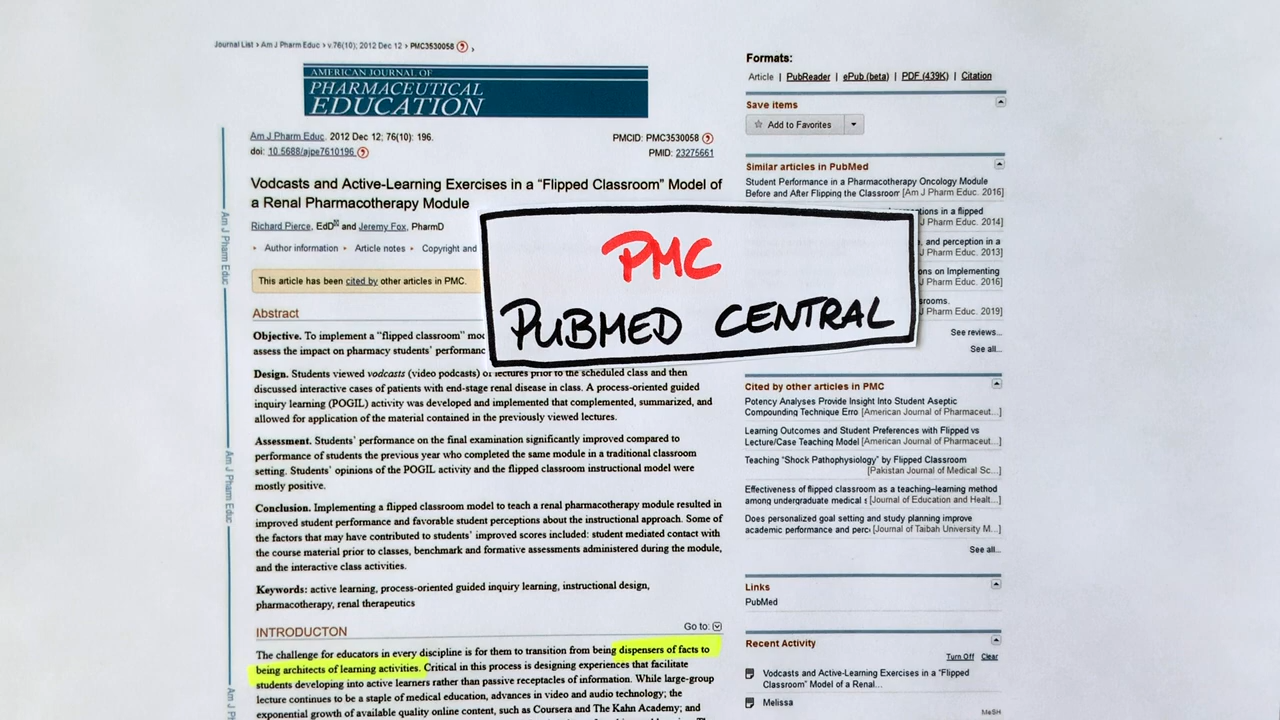 Journal List > Am J Pharm Educ > v.76(10); 2012 Dec 12 > PMC3530058
AMERICAN JOURNAL OF
PHARMACEUTICAL
EDUCATION
Am J Pharm Educ. 2012 Dec 12; 76(10): 196.
doi: 10.5688/ajpe7610196
PMCID: PMC3530058
PMID: 23275661
Vodcasts and Active-Learning Exercises in a “Flipped Classroom” Model of
a Renal Pharmacotherapy Module
Richard Pierce, EdD and Jeremy Fox, PharmD
Author information Article notes Copyright and
This article has been cited by other articles in PMC.
PMC
PUBMED CENTRAL
Abstract
Objective. To implement a “flipped classroom”
assess the impact on pharmacy students’
Design. Students viewed vodcasts (video podcasts) of lectures prior to the scheduled class and then
discussed interactive cases of patients with end-stage renal disease in class. A process-oriented guided
inquiry learning (POGIL) activity was developed and implemented that complemented, summarized, and
allowed for application of the material contained in the previously viewed lectures.
Assessment. Students’ performance on the final examination significantly improved compared to
performance of students the previous year who completed the same module in a traditional classroom
setting. Students’ opinions of the POGIL activity and the flipped classroom instructional model were
mostly positive.
Conclusion. Implementing a flipped classroom model to teach a renal pharmacotherapy module resulted in
improved student performance and favorable student perceptions about the instructional approach. Some of
the factors that may have contributed to students’ improved scores included: student mediated contact with
the course material prior to classes, benchmark and formative assessments administered during the module,
and the interactive class activities.
Keywords: active learning, process-oriented guided inquiry learning, instructional design,
pharmacotherapy, renal therapeutics
INTRODUCTON
Go to:
The challenge for educators in every discipline is for them to transition from being dispensers of facts to
being architects of learning activities. Critical in this process is designing experiences that facilitate
students developing into active learners rather than passive receptacles of information. While large-group
lecture continues to be a staple of medical education, advances in video and audio technology; the
exponential growth of available quality online content, such as Coursera and The Kahn Academy; and
Am J Pharm Educ
Am J Pharm Educ
Am J P
Formats:
Article | PubReader | ePub (beta) | PDF (439K) | Citation
Save items
Add to Favorites
Similar articles in PubMed
Student Performance in a Pharmacotherapy Oncology Module
Before and After Flipping the Classroom [Am J Pharm Educ. 2016]
in a flipped
J Pharm Educ. 2014]
and perception in a
J Pharm Educ. 2013]
on Implementing
J Pharm Educ. 2016]
J Pharm Educ. 2019]
See reviews...
See all...
Cited by other articles in PMC
Potency Analyses Provide Insight Into Student Aseptic
Compounding Technique Erro [American Journal of Pharmaceut...]
Learning Outcomes and Student Preferences with Flipped vs
Lecture/Case Teaching Model [American Journal of Pharmaceut...]
Teaching “Shock Pathophysiology” by Flipped Classroom
[Pakistan Journal of Medical Sc...]
Effectiveness of flipped classroom as a teaching–learning method
among undergraduate medical s [Journal of Education and Healt...]
Does personalized goal setting and study planning improve
academic performance and perc [Journal of Taibah University M...]
See all...
Links
PubMed
Recent Activity
Turn Off Clear
Vodcasts and Active-Learning Exercises in a “Flipped
Classroom” Model of a Renal...
Melissa
MeSH